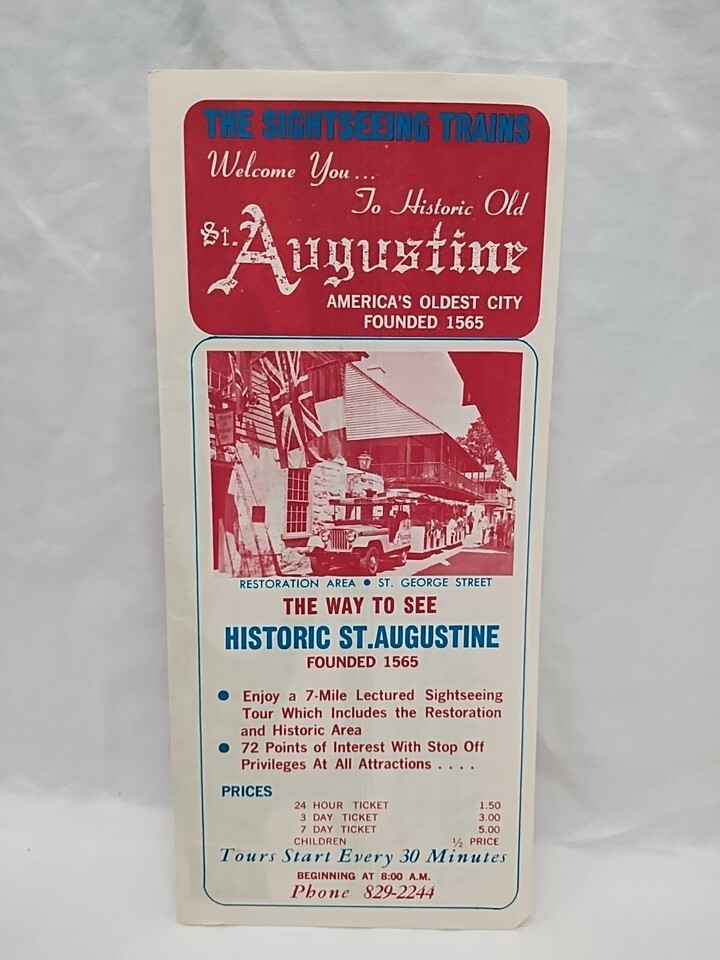 THE SIGHTSEEING TRAINS
Welcome You...
To Historic Old
St. Augustine
AMERICA'S OLDEST CITY
FOUNDED 1565
RESTORATION AREA ● ST. GEORGE STREET
THE WAY TO SEE
HISTORIC ST.AUGUSTINE
FOUNDED 1565
● Enjoy a 7-Mile Lectured Sightseeing
Tour Which Includes the Restoration
and Historic Area
● 72 Points of Interest With Stop Off
Privileges At All Attractions . . . .
PRICES
24 HOUR TICKET 1.50
3 DAY TICKET 3.00
7 DAY TICKET 5.00
CHILDREN ½ PRICE
Tours Start Every 30 Minutes
BEGINNING AT 8:00 A.M.
Phone 829-2244